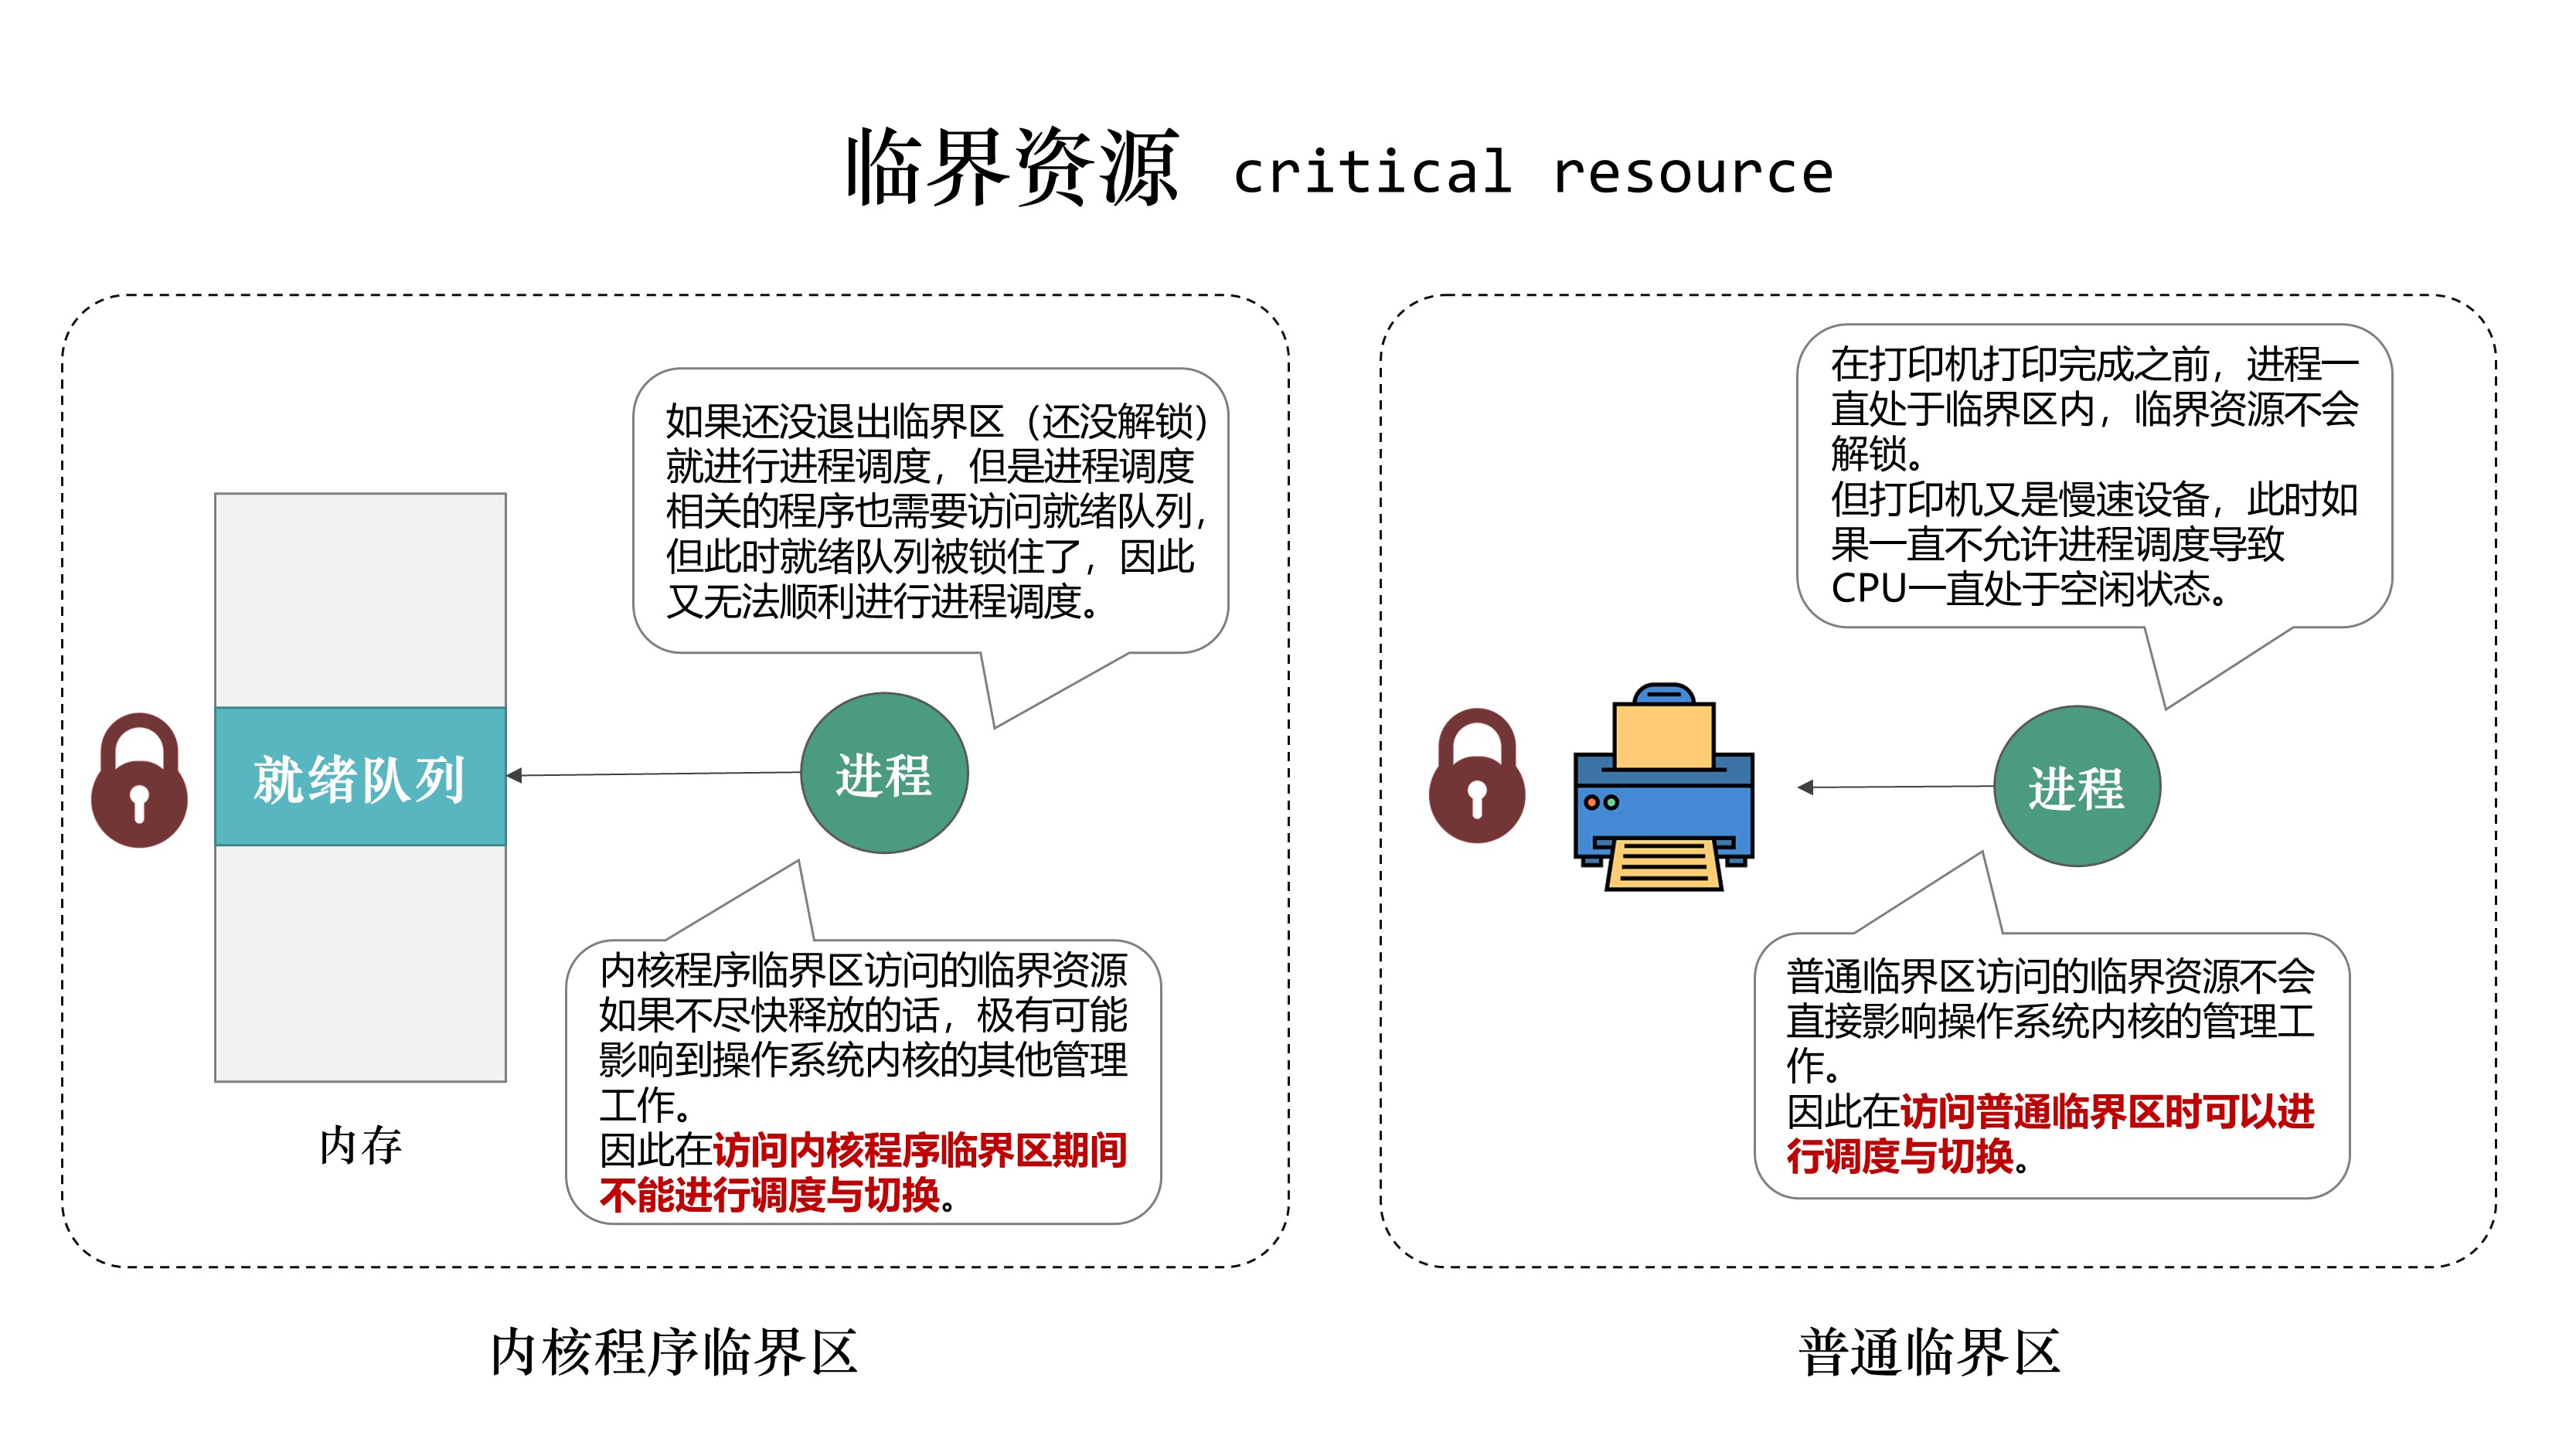 临界资源 critical resource
如果还没退出临界区（还没解锁）
就进行进程调度，但是进程调度
相关的程序也需要访问就绪队列，
但此时就绪队列被锁住了，因此
又无法顺利进行进程调度。
就绪队列
进程
内核程序临界区访问的临界资源
如果不尽快释放的话，极有可能
影响到操作系统内核的其他管理
工作。
因此在访问内核程序临界区期间
不能进行调度与切换。
内存
内核程序临界区
在打印机打印完成之前，进程一
直处于临界区内，临界资源不会
解锁。
但打印机又是慢速设备，此时如
果一直不允许进程调度导致
CPU一直处于空闲状态。
进程
普通临界区访问的临界资源不会
直接影响操作系统内核的管理工
作。
因此在访问普通临界区时可以进
行调度与切换。
普通临界区